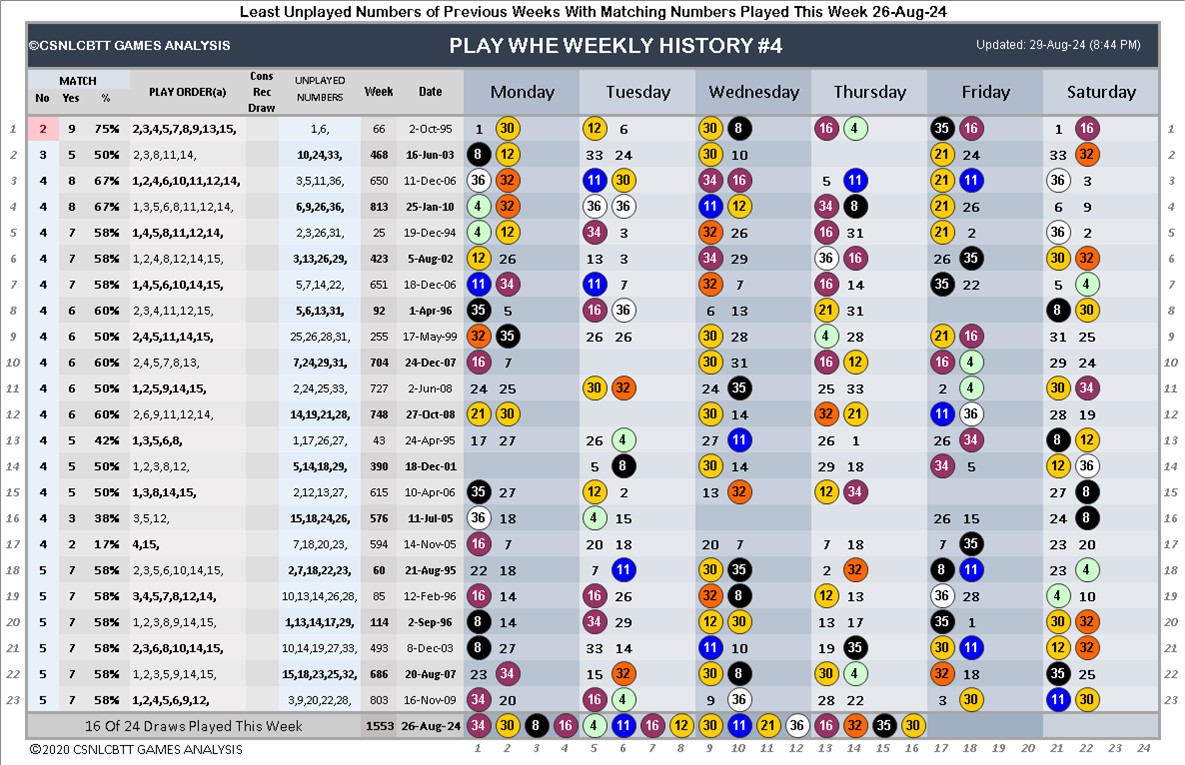 Least Unplayed Numbers of Previous Weeks With Matching Numbers Played This Week 26-Aug-24
©CSNLCBTT GAMES ANALYSIS PLAY WHE WEEKLY HISTORY #4 Updated: 29-Aug-24 (8:44 PM)
MATCH PLAY ORDER(a) Cons Rec Draw UNPLAYED NUMBERS Week Date Monday Tuesday Wednesday Thursday Friday Saturday
No Yes %
1 2 9 75% 2,3,4,5,7,8,9,13,15, 1,6, 66 2-Oct-95 1 30 12 6 30 8 16 4 35 16 1 16 1
2 3 5 50% 2,3,8,11,14, 10,24,33, 468 16-Jun-03 8 12 33 24 30 10 21 24 33 32 2
3 4 8 67% 1,2,4,6,10,11,12,14, 3,5,11,36, 650 11-Dec-06 36 32 11 30 34 16 5 11 21 11 36 3 3
4 4 8 67% 1,3,5,6,8,11,12,14, 6,9,26,36, 813 25-Jan-10 4 32 36 36 11 12 34 8 21 26 6 9 4
5 4 7 58% 1,4,5,8,11,12,14, 2,3,26,31, 25 19-Dec-94 4 12 34 3 32 26 16 31 21 2 36 2 5
6 4 7 58% 1,2,4,8,12,14,15, 3,13,26,29, 423 5-Aug-02 12 26 13 3 34 29 36 16 26 35 30 32 6
7 4 7 58% 1,4,5,6,10,14,15, 5,7,14,22, 651 18-Dec-06 11 34 11 7 32 7 16 14 35 22 5 4 7
8 4 6 60% 2,3,4,11,12,15, 5,6,13,31, 92 1-Apr-96 35 5 16 36 6 13 21 31 8 30 8
9 4 6 50% 2,4,5,11,14,15, 25,26,28,31, 255 17-May-99 32 35 26 26 30 28 4 28 21 16 31 25 9
10 4 6 60% 2,4,5,7,8,13, 7,24,29,31, 704 24-Dec-07 16 7 30 31 16 12 16 4 29 24 10
11 4 6 50% 1,2,5,9,14,15, 2,24,25,33, 727 2-Jun-08 24 25 30 32 24 35 25 33 2 4 30 34 11
12 4 6 60% 2,6,9,11,12,14, 14,19,21,28, 748 27-Oct-08 21 30 30 14 32 21 11 36 28 19 12
13 4 5 42% 1,3,5,6,8, 1,17,26,27, 43 24-Apr-95 17 27 26 4 27 11 26 1 26 34 8 12 13
14 4 5 50% 1,2,3,8,12, 5,14,18,29, 390 18-Dec-01 5 8 30 14 29 18 34 5 12 36 14
15 4 5 50% 1,3,8,14,15, 2,12,13,27, 615 10-Apr-06 35 27 12 2 13 32 12 34 27 8 15
16 4 3 38% 3,5,12, 15,18,24,26, 576 11-Jul-05 36 18 4 15 26 15 24 8 16
17 4 2 17% 4,15, 7,18,20,23, 594 14-Nov-05 16 7 20 18 20 7 7 18 7 35 23 20 17
18 5 7 58% 2,3,5,6,10,14,15, 2,7,18,22,23, 60 21-Aug-95 22 18 7 11 30 35 2 32 8 11 23 4 18
19 5 7 58% 3,4,5,7,8,12,14, 10,13,14,26,28, 85 12-Feb-96 16 14 16 26 32 8 12 13 36 28 4 10 19
20 5 7 58% 1,2,3,8,9,14,15, 1,13,14,17,29, 114 2-Sep-96 8 14 34 29 12 30 13 17 35 1 30 32 20
21 5 7 58% 2,3,6,8,10,14,15, 10,14,19,27,33, 493 8-Dec-03 8 27 33 14 11 10 19 35 30 11 12 32 21
22 5 7 58% 1,2,3,5,9,14,15, 15,18,23,25,32, 686 20-Aug-07 23 34 15 32 30 8 30 4 32 18 35 25 22
23 5 7 58% 1,2,4,5,6,9,12, 3,9,20,22,28, 803 16-Nov-09 34 20 16 4 9 36 28 22 3 30 11 30 23
16 Of 24 Draws Played This Week 1553 26-Aug-24 34 30 8 16 4 11 16 12 30 11 21 36 16 32 35 30
©2020 CSNLCBTT GAMES ANALYSIS 1 2 3 4 5 6 7 8 9 10 11 12 13 14 15 16 17 18 19 20 21 22 23 24